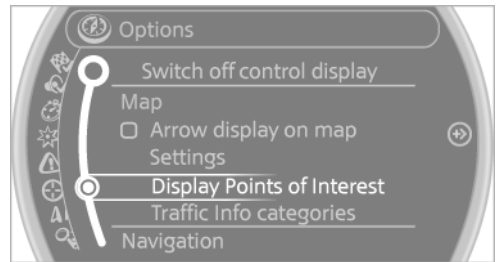 Options
Switch off control display
Map
Arrow display on map
Settings
Display Points of Interest
Traffic Info categories
Navigation